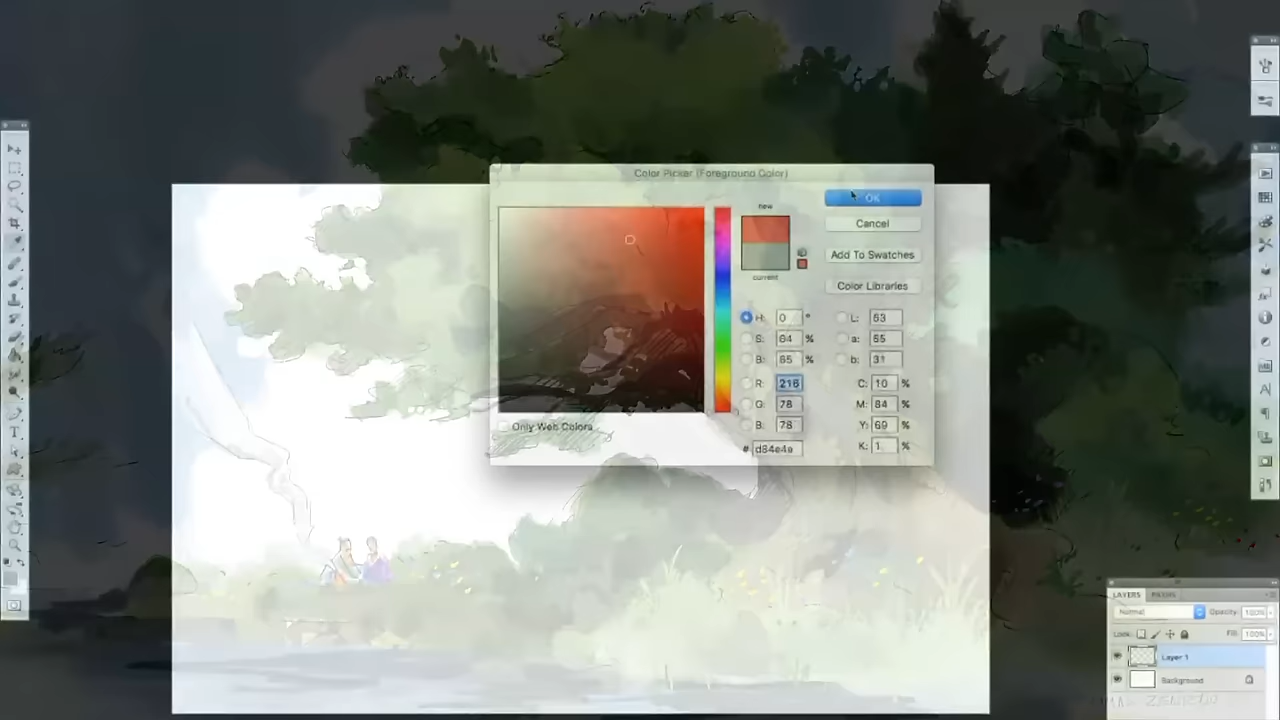 Color Picker (Foreground Color)
new
OK
Cancel
Add To Swatches
current
Color Libraries
H: 0 °
L: 53
S: 64 %
a: 55
B: 85 %
b: 31
R: 216
C: 10 %
G: 78
M: 84 %
B: 78
Y: 69 %
Only Web Colors
# d84e4e
K: 1 %
LAYERS PATHS
Normal
Opacity: 100%
Lock:
Fill: 100%
Layer 1
Background